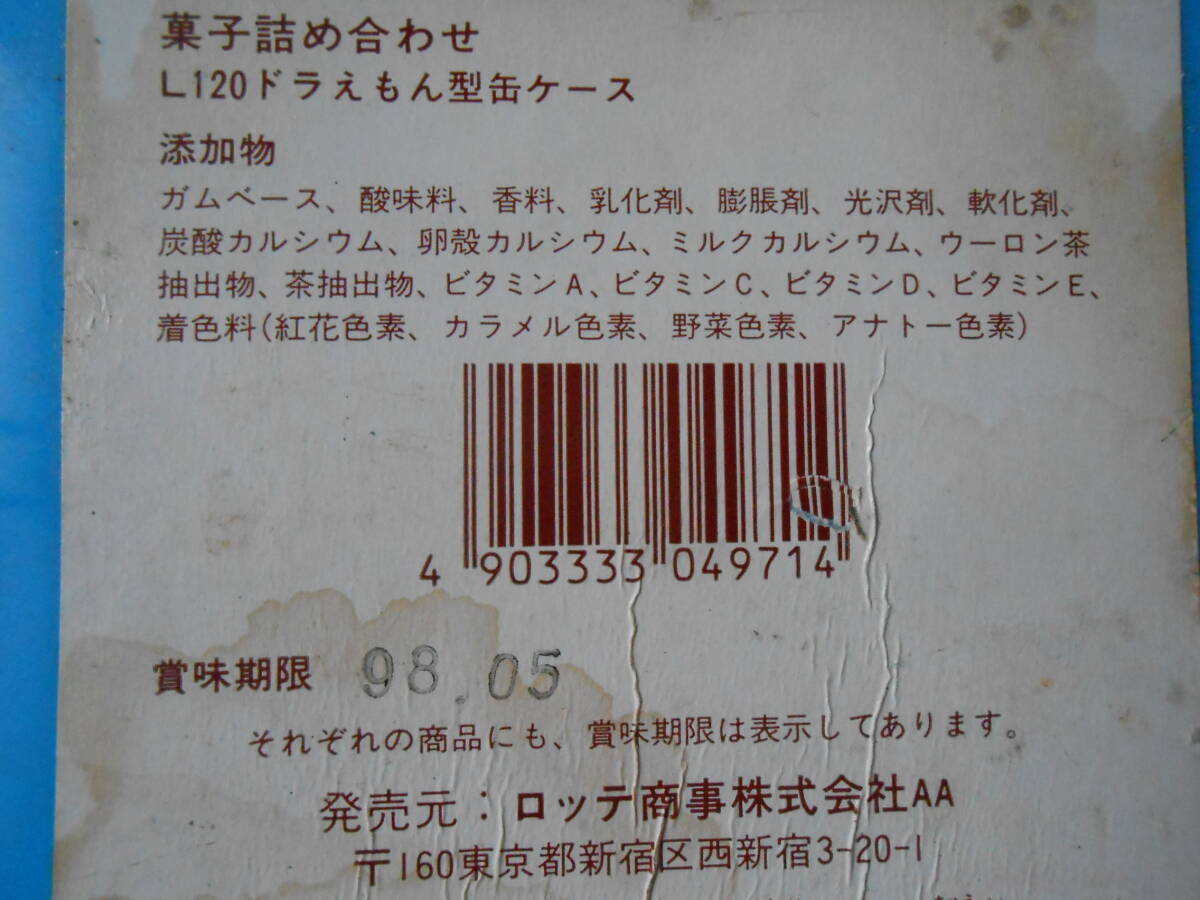 菓子詰め合わせ
L120ドラえもん型缶ケース
添加物
ガムベース、酸味料、香料、乳化剤、膨脹剤、光沢剤、軟化剤、
炭酸カルシウム、卵殻カルシウム、ミルクカルシウム、ウーロン茶
抽出物、茶抽出物、ビタミンA、ビタミンC、ビタミンD、ビタミンE、
着色料(紅花色素、カラメル色素、野菜色素、アナトー色素)
4 903333 049714
賞味期限 98.05
それぞれの商品にも、賞味期限は表示してあります。
発売元：ロッテ商事株式会社AA
〒160東京都新宿区西新宿3-20-1